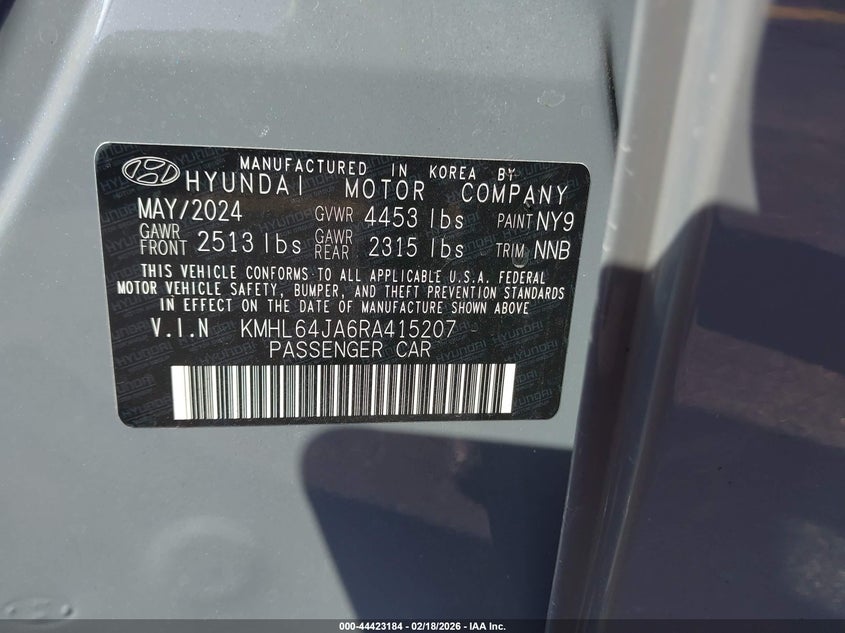 MANUFACTURED IN KOREA BY
HYUNDAI MOTOR COMPANY
MAY/2024 GVWR 4453 lbs PAINT NY9
GAWR FRONT 2513 lbs GAWR REAR 2315 lbs TRIM NNB
THIS VEHICLE CONFORMS TO ALL APPLICABLE U.S.A. FEDERAL
MOTOR VEHICLE SAFETY, BUMPER, AND THEFT PREVENTION STANDARDS
IN EFFECT ON THE DATE OF MANUFACTURE SHOWN ABOVE
V.I.N KMHL64JA6RA415207
PASSENGER CAR
000-44423184 - 02/18/2026 - IAA Inc.